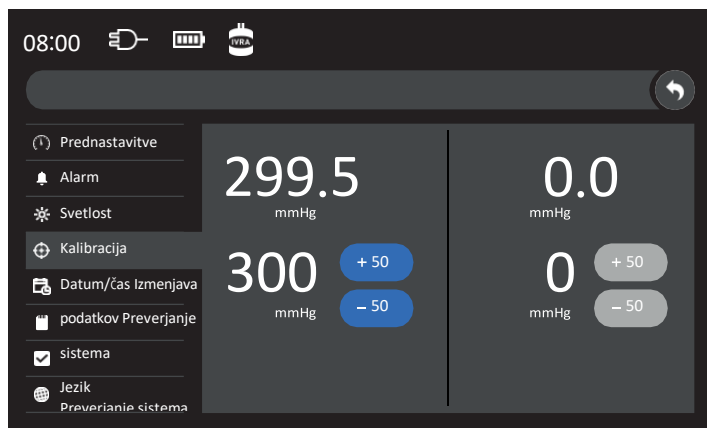 08:00
IVRA
Prednastavitve
Alarm
Svetlost
Kalibracija
Datum/čas Izmenjava
podatkov Preverjanje
sistema
Jezik
Preverjanje sistema
299.5
mmHg
300
mmHg
+ 50
– 50
0.0
mmHg
0
mmHg
+ 50
– 50